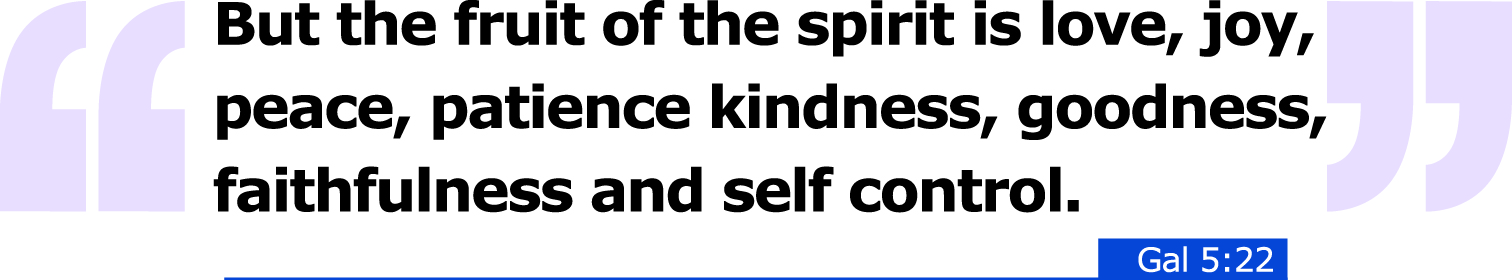 But the fruit of the spirit is love, joy,
peace, patience kindness, goodness,
faithfulness and self control.
Gal 5:22